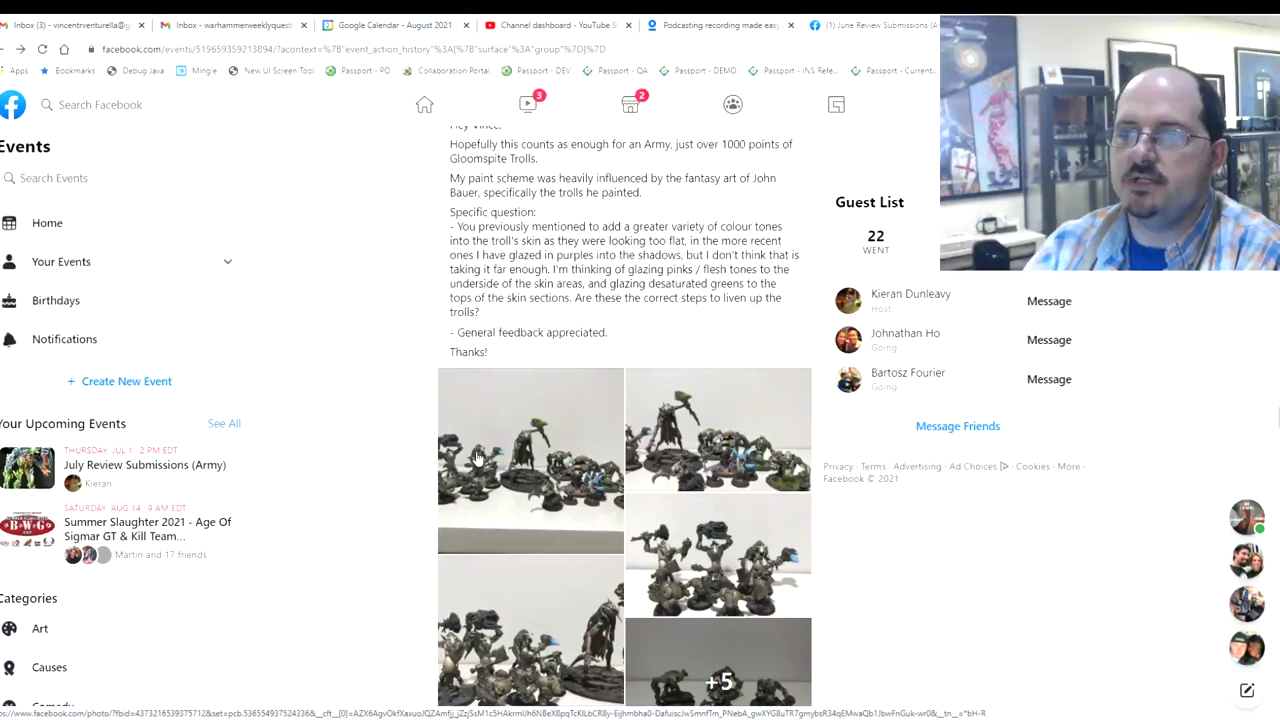 Inbox (3) - vincentrventurella@g
Inbox - warhammerweeklyquest
Google Calendar - August 2021
Channel dashboard - YouTube S
Podcasting recording made easy
(1) June Review Submissions (A
facebook.com/events/519659359213894/?acontext=%7B"event_action_history"%3A[%7B"surface"%3A"group"%7D]%7D
Apps
Bookmarks
Debug Java
Mingle
New UI Screen Tool
Passport - PO
Collaboration Portal
Passport - DEV
Passport - QA
Passport - DEMO
Passport - INS Refe...
Passport - Current...
Search Facebook
3
2
Events
Search Events
Home
Your Events
Birthdays
Notifications
+ Create New Event
Your Upcoming Events
See All
THURSDAY, JUL 1 · 2 PM EDT
July Review Submissions (Army)
Kieran
SATURDAY, AUG 14 · 9 AM EDT
Summer Slaughter 2021 - Age Of
Sigmar GT & Kill Team...
Martin and 17 friends
Categories
Art
Causes
Comedy
Hey Vince,
Hopefully this counts as enough for an Army, just over 1000 points of
Gloomspite Trolls.
My paint scheme was heavily influenced by the fantasy art of John
Bauer, specifically the trolls he painted.
Specific question:
- You previously mentioned to add a greater variety of colour tones
into the troll's skin as they were looking too flat, in the more recent
ones I have glazed in purples into the shadows, but I don't think that is
taking it far enough. I'm thinking of glazing pinks / flesh tones to the
underside of the skin areas, and glazing desaturated greens to the
tops of the skin sections. Are these the correct steps to liven up the
trolls?
- General feedback appreciated.
Thanks!
+5
Guest List
22
WENT
Kieran Dunleavy
Host
Message
Johnathan Ho
Going
Message
Bartosz Fourier
Going
Message
Message Friends
Privacy · Terms · Advertising · Ad Choices · Cookies · More ·
Facebook © 2021